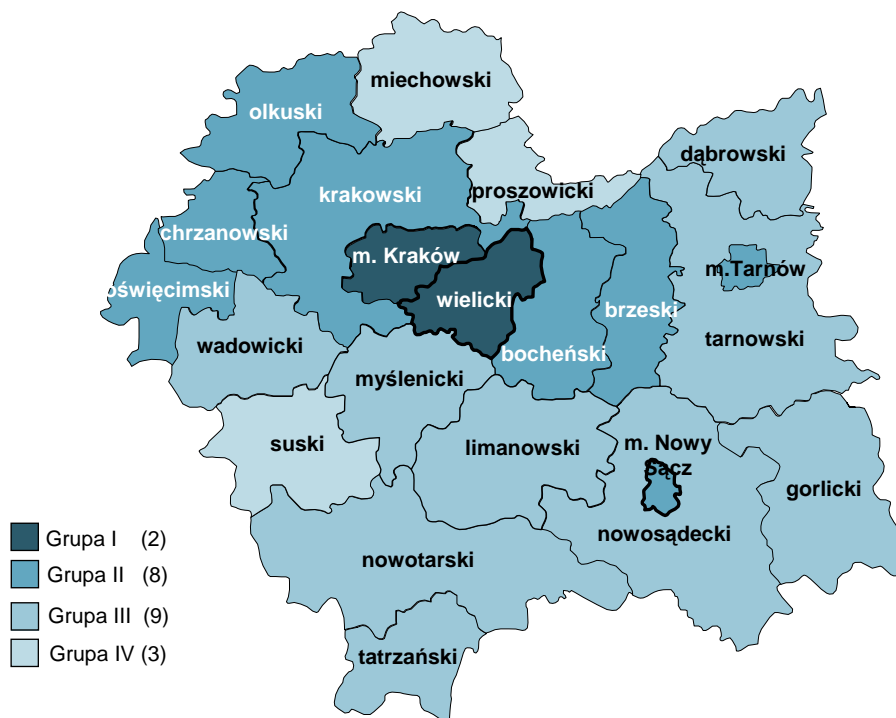 miechowski
olkuski
dąbrowski
krakowski
proszowicki
chrzanowski
m. Kraków
m.Tarnów
oświęcimski
wielicki
brzeski
wadowicki
bocheński
tarnowski
myślenicki
suski
limanowski
m. Nowy
Sącz
gorlicki
nowosądecki
nowotarski
tatrzański
Grupa I (2)
Grupa II (8)
Grupa III (9)
Grupa IV (3)